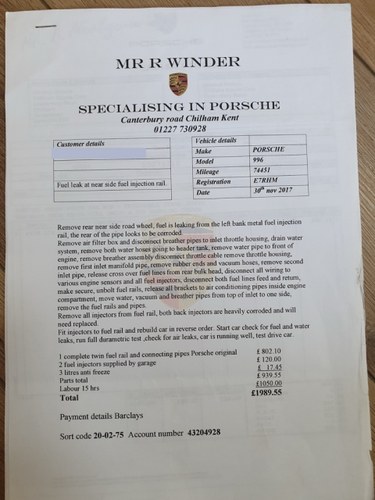 MR R WINDER
SPECIALISING IN PORSCHE
Canterbury road Chilham Kent
01227 730928
Customer details
Fuel leak at near side fuel injection rail
Vehicle details
Make PORSCHE
Model 996
Mileage 74451
Registration E7RHM
Date 30th nov 2017
Remove rear near side road wheel, fuel is leaking from the left bank metal fuel injection
rail, the rear of the pipe looks to be corroded
Remove air filter box and disconnect breather pipes to inlet throttle housing, drain water
system, remove both water hoses going to header tank, remove water pipe to front of
engine, remove breather assembly disconnect throttle cable remove throttle housing,
remove first inlet manifold pipe, remove rubber ends and vacuum hoses, remove second
inlet pipe, release cross over fuel lines from rear bulk head, disconnect all wiring to
various engine sensors and all fuel injectors, disconnect both fuel lines feed and return,
make secure, unbolt fuel rails, release all brackets to air conditioning pipes inside engine
compartment, move water, vacuum and breather pipes from top of inlet to one side,
remove the fuel rails and pipes.
Remove all injectors from fuel rail, both back injectors are heavily corroded and will
need replaced.
Fit injectors to fuel rail and rebuild car in reverse order. Start car check for fuel and water
leaks, run full durametric test ,check for air leaks, car is running well, test drive car.
1 complete twin fuel rail and connecting pipes Porsche original £ 802.10
2 fuel injectors supplied by garage £ 120.00
3 litres anti freeze £ 17.45
Parts total £ 939.55
Labour 15 hrs £1050.00
Total £1989.55
Payment details Barclays
Sort code 20-02-75 Account number 43204928